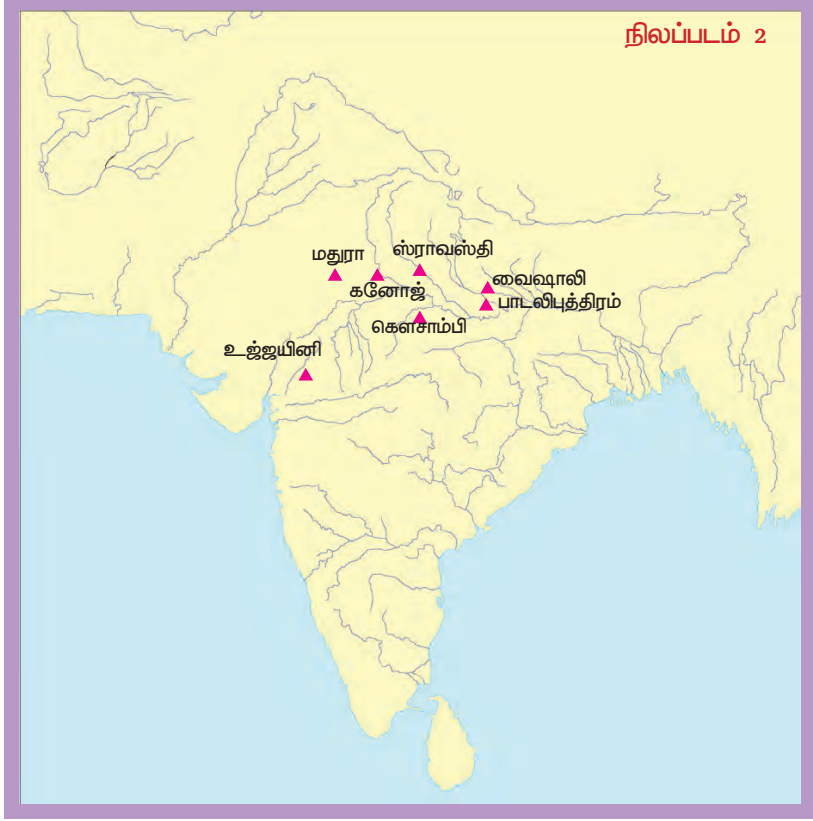 நிலப்படம் 2
ஸ்ராவஸ்தி
மதுரா
வைஷாலி
கனோஜ்
பாடலிபுத்திரம்
கௌசாம்பி
உஜ்ஜயினி